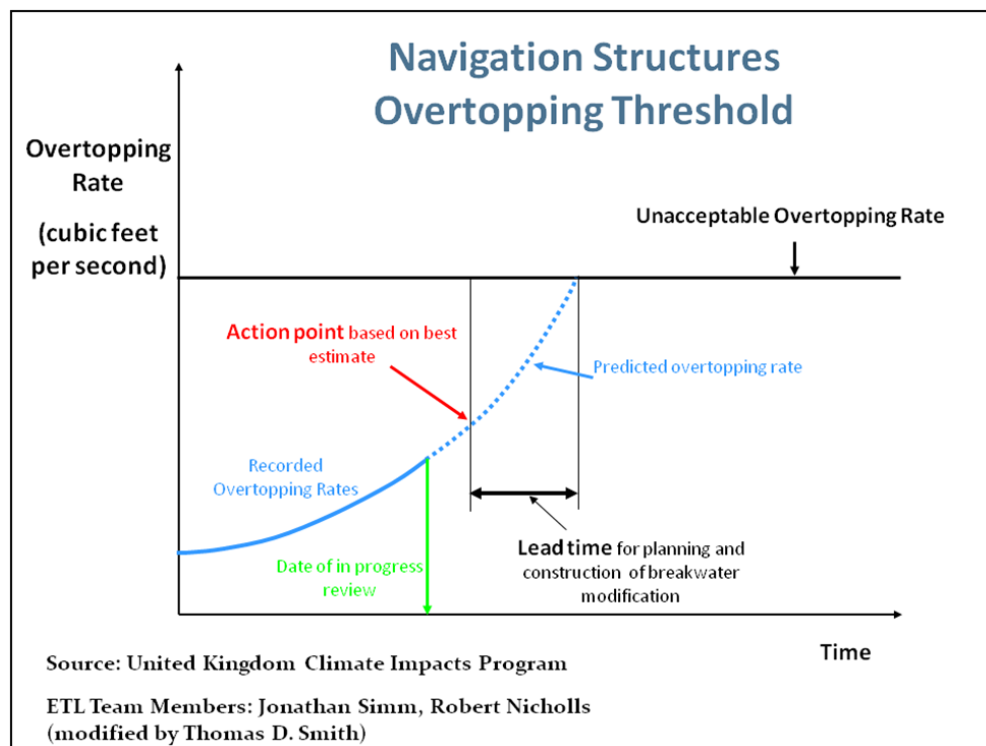 Navigation Structures
Overtopping Threshold
Overtopping
Rate
(cubic feet
per second)
Unacceptable Overtopping Rate
Action point based on best
estimate
Predicted overtopping rate
Recorded
Overtopping Rates
Date of in progress
review
Lead time for planning and
construction of breakwater
modification
Time
Source: United Kingdom Climate Impacts Program
ETL Team Members: Jonathan Simm, Robert Nicholls
(modified by Thomas D. Smith)